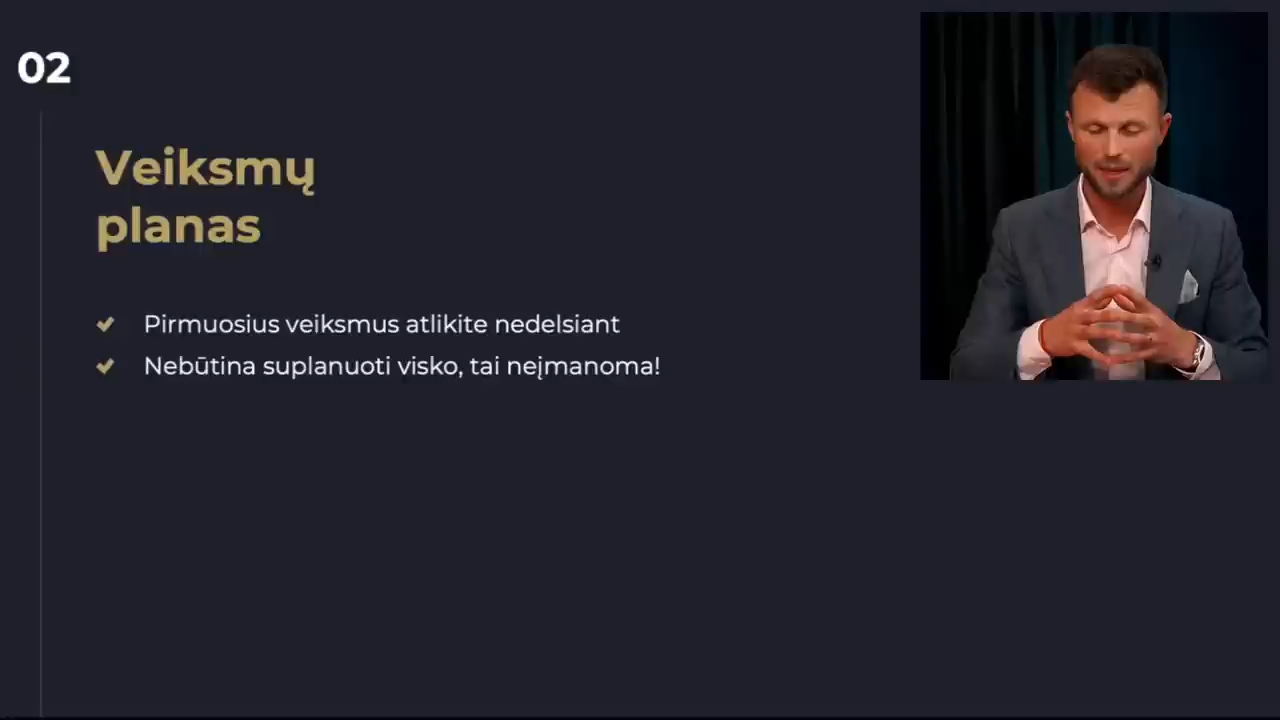 02
Veiksmų
planas
Pirmuosius veiksmus atlikite nedelsiant
Nebūtina suplanuoti visko, tai neįmanoma!